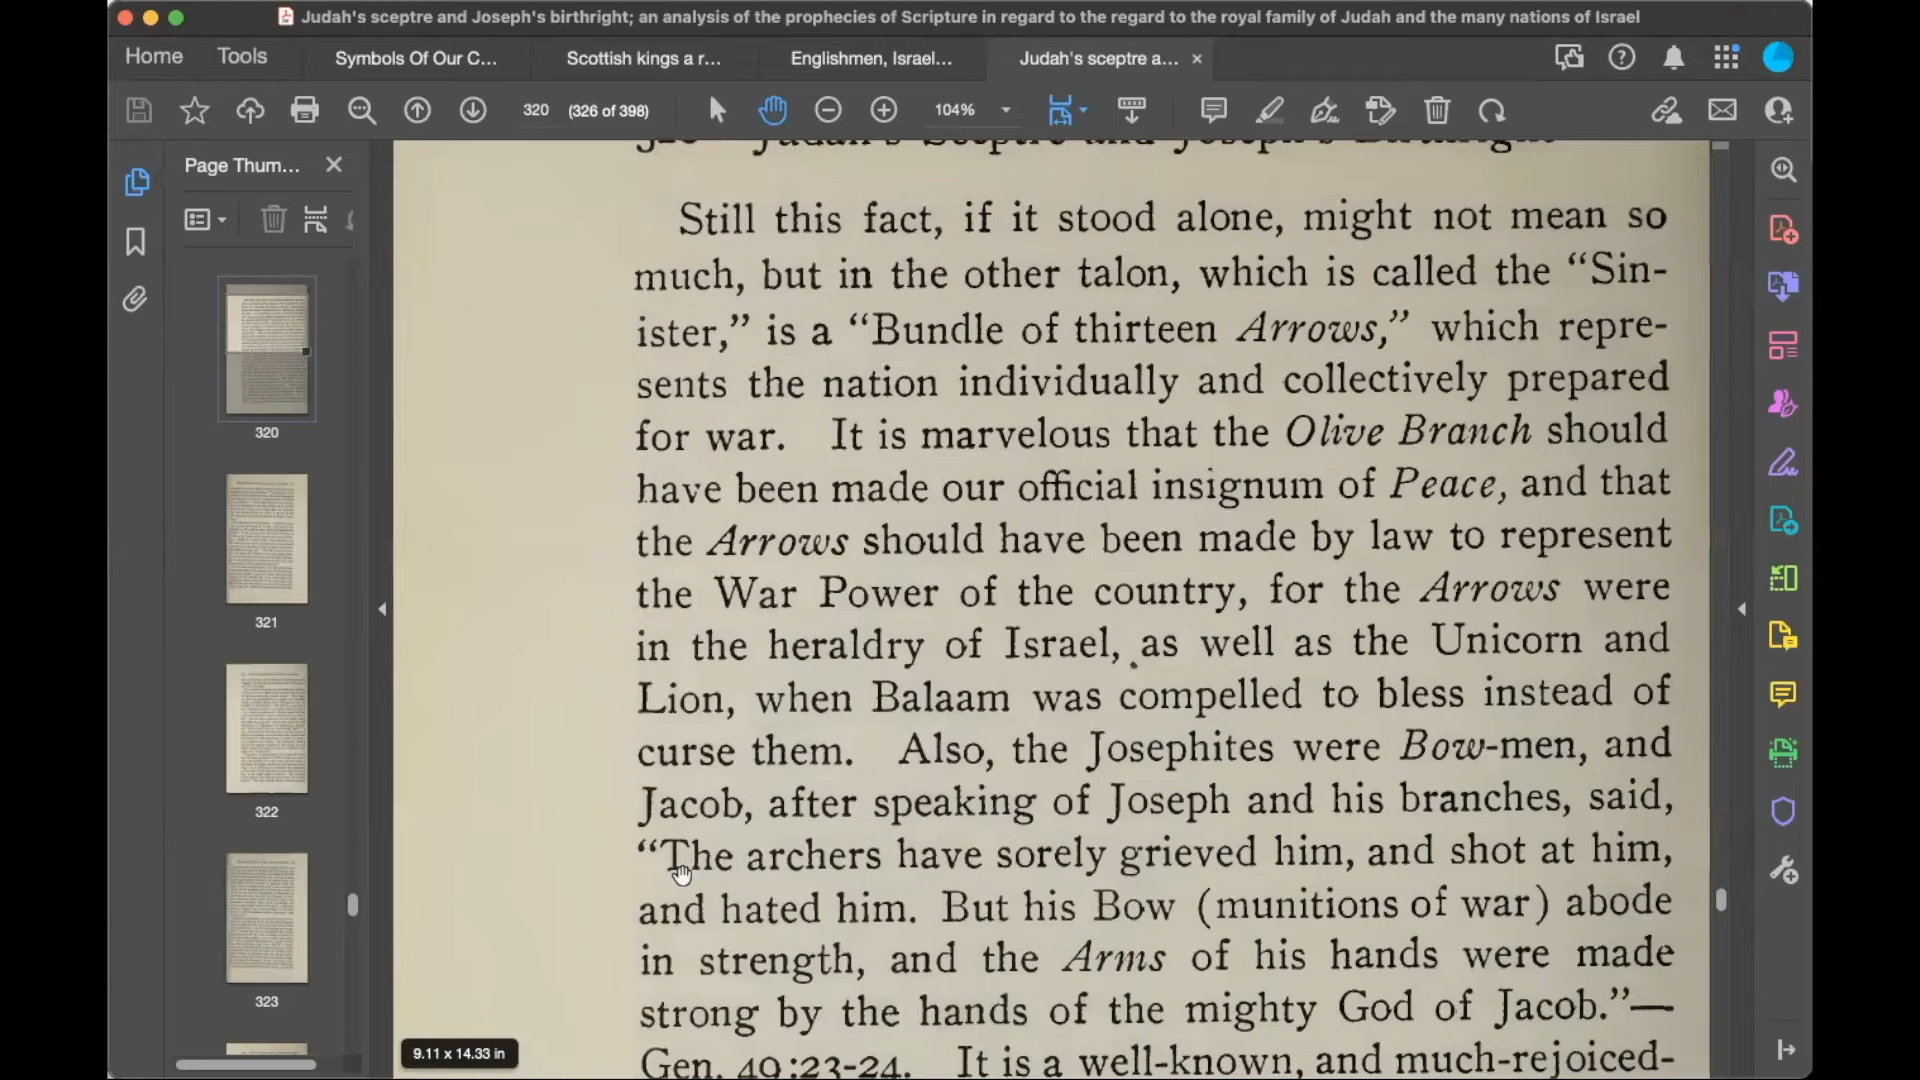 Judah's sceptre and Joseph's birthright; an analysis of the prophecies of Scripture in regard to the regard to the royal family of Judah and the many nations of Israel
Home Tools Symbols Of Our C... Scottish kings a r... Englishmen, Israel... Judah's sceptre a... ×
320 (326 of 398) 104%
Page Thum...
320
321
322
323
Judah's Sceptre and Joseph's Birthright
Still this fact, if it stood alone, might not mean so
much, but in the other talon, which is called the “Sin-
ister,” is a “Bundle of thirteen Arrows,” which repre-
sents the nation individually and collectively prepared
for war. It is marvelous that the Olive Branch should
have been made our official insignum of Peace, and that
the Arrows should have been made by law to represent
the War Power of the country, for the Arrows were
in the heraldry of Israel, as well as the Unicorn and
Lion, when Balaam was compelled to bless instead of
curse them. Also, the Josephites were Bow-men, and
Jacob, after speaking of Joseph and his branches, said,
“The archers have sorely grieved him, and shot at him,
and hated him. But his Bow (munitions of war) abode
in strength, and the Arms of his hands were made
strong by the hands of the mighty God of Jacob.”—
Gen. 49:23-24. It is a well-known, and much-rejoiced-
9.11 x 14.33 in